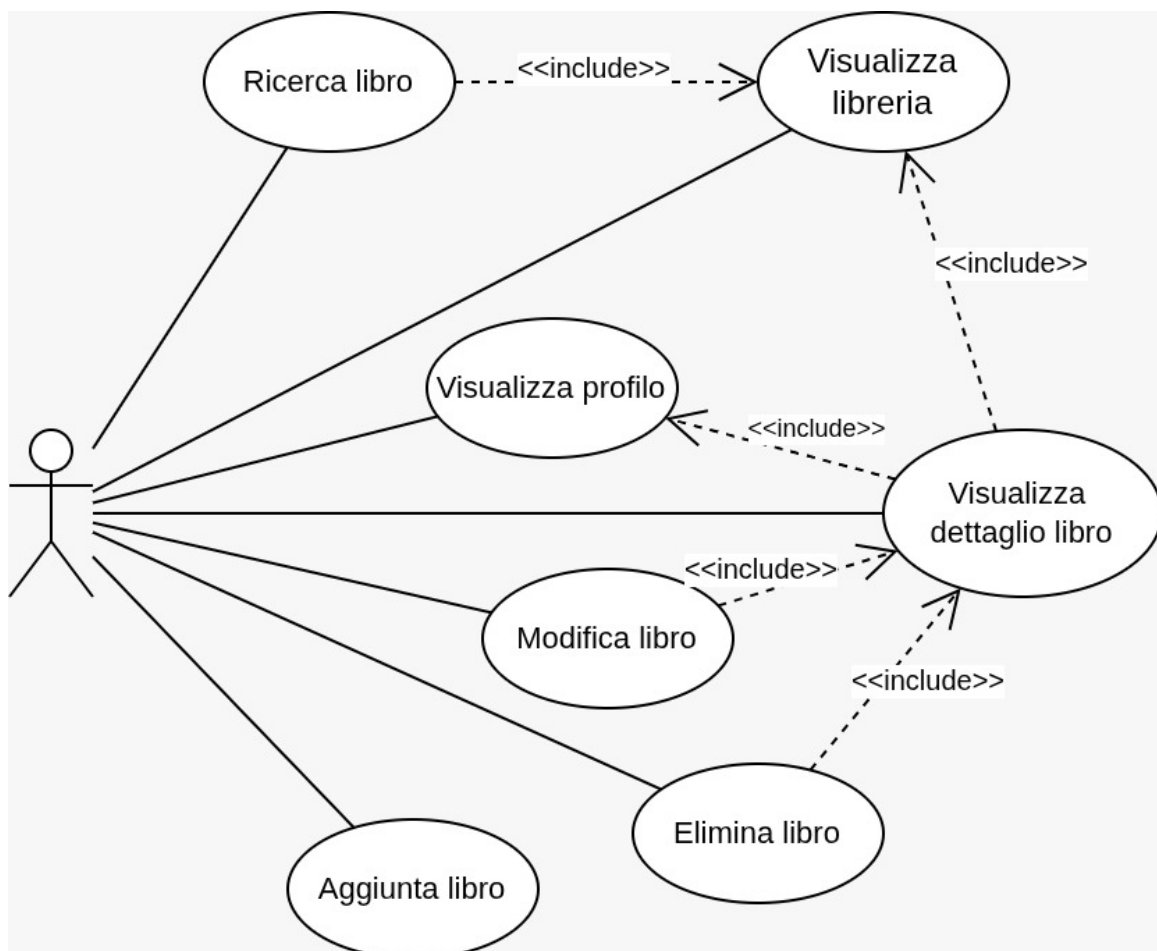 Ricerca libro
<<include>>
Visualizza
libreria
<<include>>
Visualizza profilo
<<include>>
Visualizza
dettaglio libro
<<include>>
Modifica libro
<<include>>
Elimina libro
Aggiunta libro